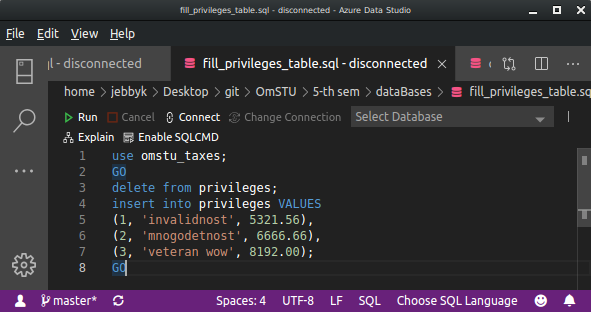 fill_privileges_table.sql - disconnected - Azure Data Studio
File Edit View Help
ql - disconnected fill_privileges_table.sql - disconnected
home > jebbyk > Desktop > git > OmSTU > 5-th sem > dataBases > fill_privileges_table.sq
Run Cancel Connect Change Connection Select Database
Explain Enable SQLCMD
1 use omstu_taxes;
2 GO
3 delete from privileges;
4 insert into privileges VALUES
5 (1, 'invalidnost', 5321.56),
6 (2, 'mnogodetnost', 6666.66),
7 (3, 'veteran wow', 8192.00);
8 GO
master* Spaces: 4 UTF-8 LF SQL Choose SQL Language